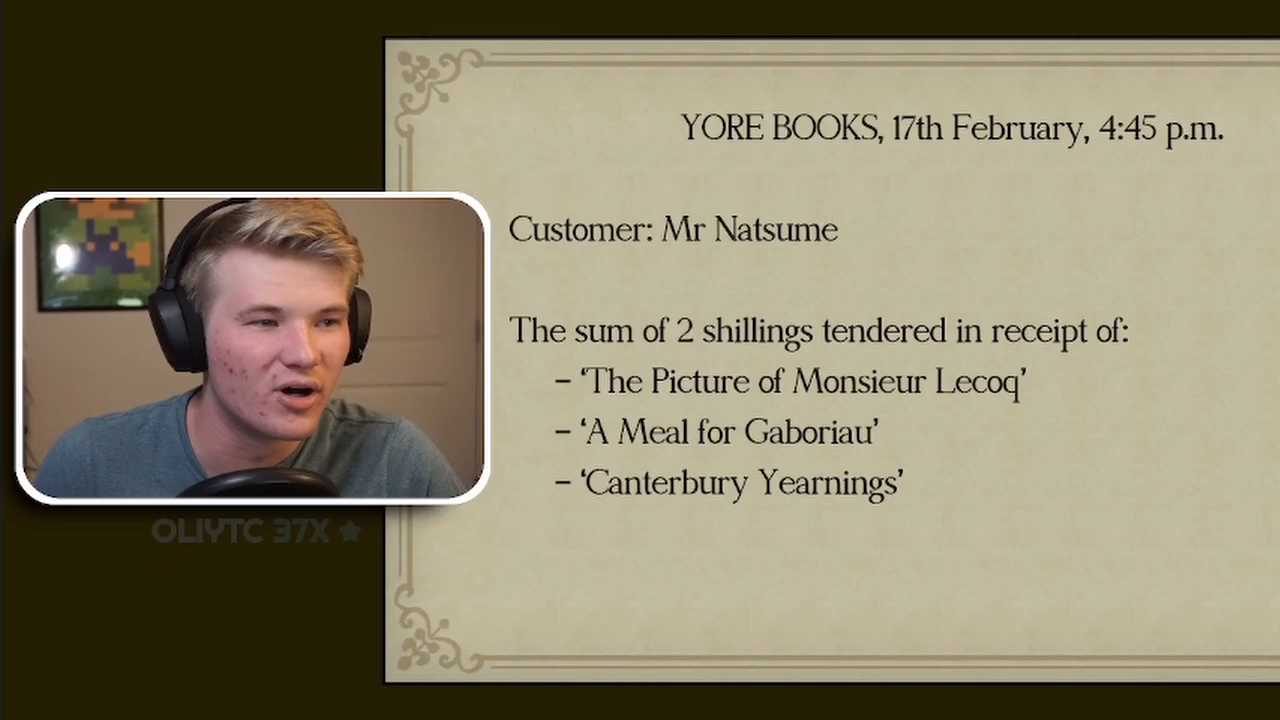 YORE BOOKS, 17th February, 4:45 p.m.
Customer: Mr Natsume
The sum of 2 shillings tendered in receipt of:
– ‘The Picture of Monsieur Lecoq’
– ‘A Meal for Gaboriau’
– ‘Canterbury Yearnings’
OLIYTC 37X ★